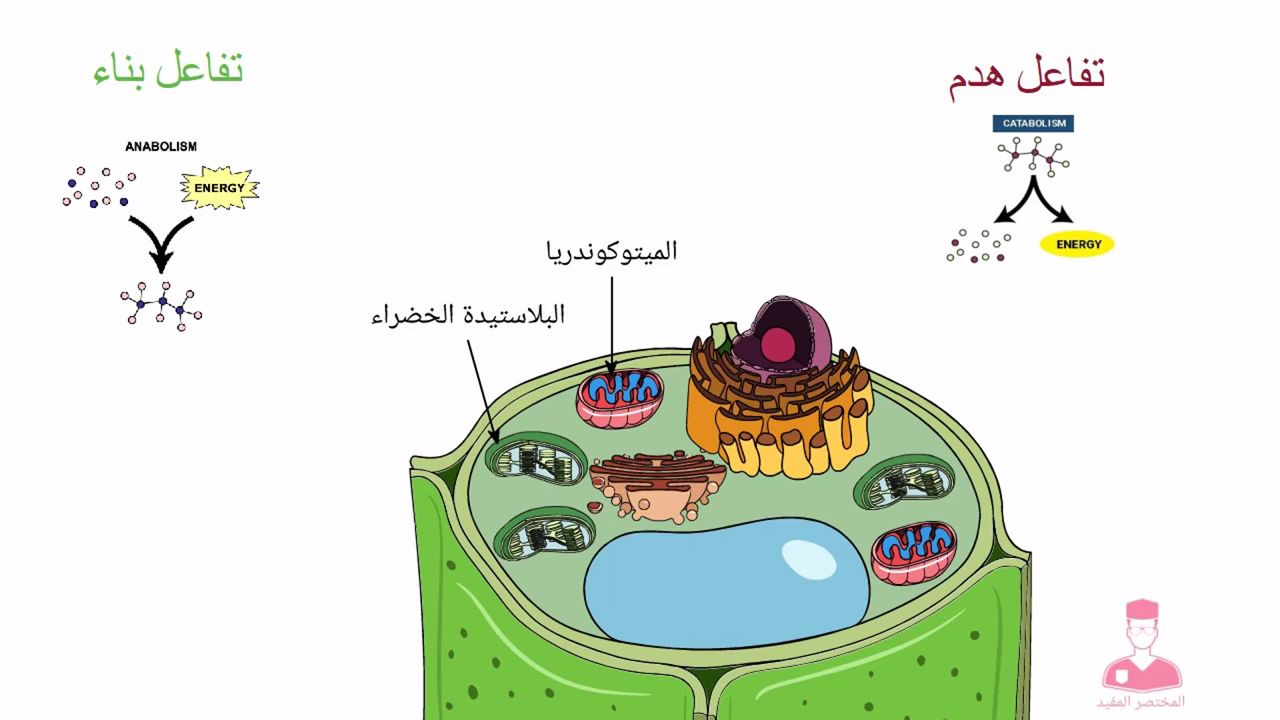 تفاعل هدم
CATABOLISM
ENERGY
تفاعل بناء
ANABOLISM
ENERGY
الميتوكوندريا
البلاستيدة الخضراء
المختصر المفيد